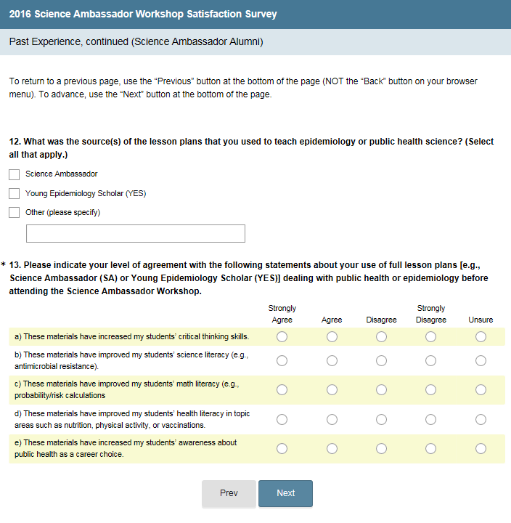 2016 Science Ambassador Workshop Satisfaction Survey
Past Experience, continued (Science Ambassador Alumni)
To return to a previous page, use the "Previous" button at the bottom of the page (NOT the "Back" button on your browser
menu). To advance, use the "Next" button at the bottom of the page.
12. What was the source(s) of the lesson plans that you used to teach epidemiology or public health science? (Select
all that apply.)
Science Ambassador
Young Epidemiology Scholar (YES)
Other (please specify)
* 13. Please indicate your level of agreement with the following statements about your use of full lesson plans [e.g.,
Science Ambassador (SA) or Young Epidemiology Scholar (YES)] dealing with public health or epidemiology before
attending the Science Ambassador Workshop.
Strongly Agree Agree Disagree Strongly Disagree Unsure
a) These materials have increased my students' critical thinking skills.
b) These materials have improved my students' science literacy (e.g.,
antimicrobial resistance).
c) These materials have improved my students' math literacy (e.g.,
probability/risk calculations
d) These materials have improved my students' health literacy in topic
areas such as nutrition, physical activity, or vaccinations.
e) These materials have increased my students' awareness about
public health as a career choice.
Prev Next